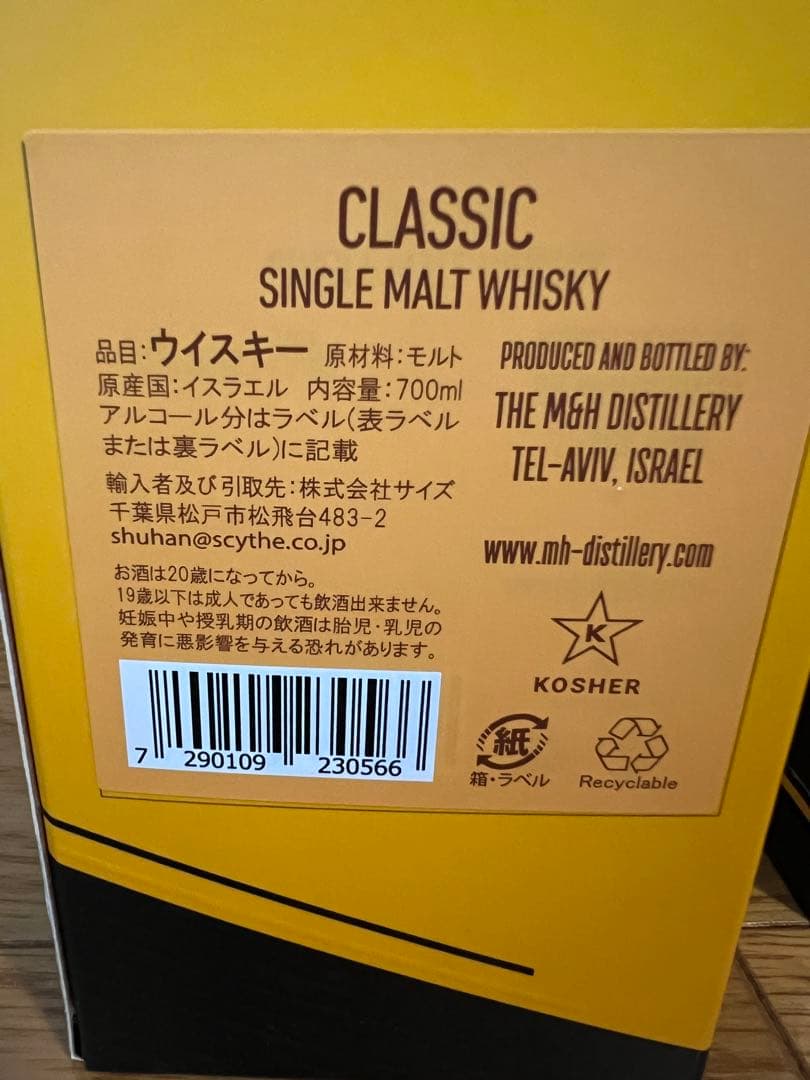 CLASSIC
SINGLE MALT WHISKY
品目:ウイスキー 原材料:モルト
原産国:イスラエル 内容量:700ml
アルコール分はラベル(表ラベル
または裏ラベル)に記載
輸入者及び引取先:株式会社サイズ
千葉県松戸市松飛台483-2
shuhan@scythe.co.jp
お酒は20歳になってから。
19歳以下は成人であっても飲酒出来ません。
妊娠中や授乳期の飲酒は胎児・乳児の
発育に悪影響を与える恐れがあります。
7 290109 230566
PRODUCED AND BOTTLED BY:
THE M&H DISTILLERY
TEL-AVIV, ISRAEL
www.mh-distillery.com
K
KOSHER
紙
箱・ラベル
Recyclable